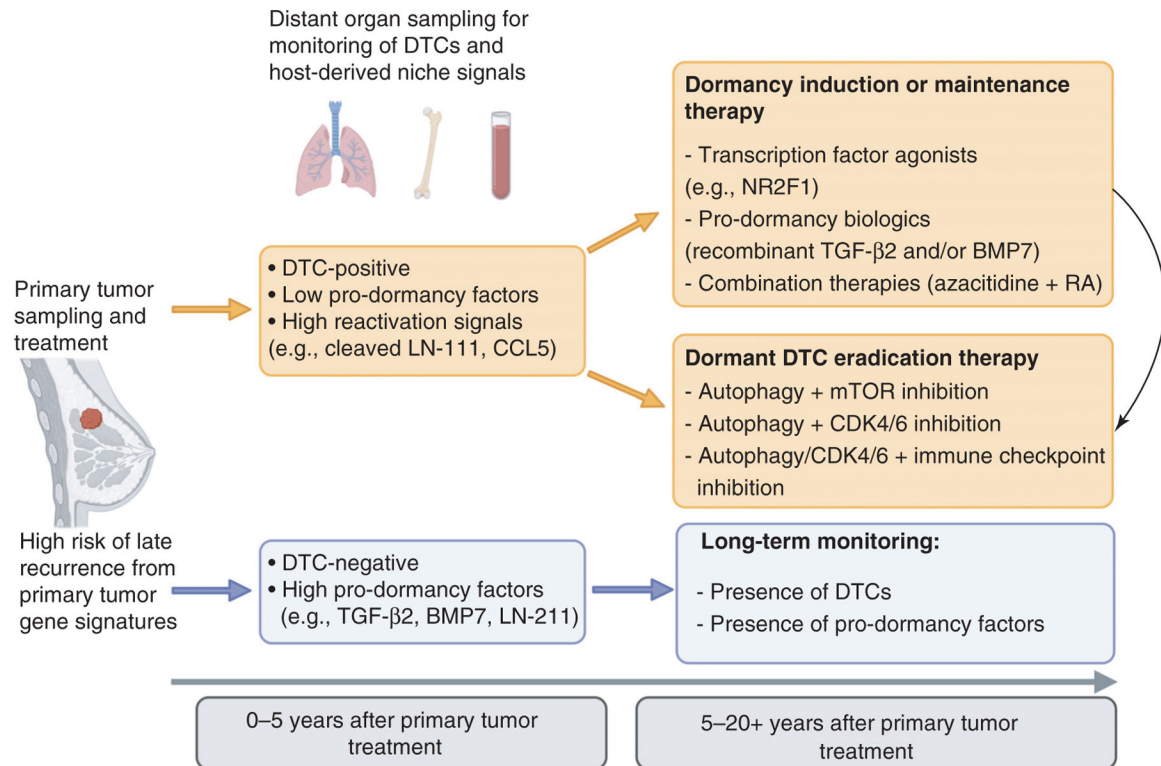 Distant organ sampling for
monitoring of DTCs and
host-derived niche signals
Primary tumor
sampling and
treatment
High risk of late
recurrence from
primary tumor
gene signatures
• DTC-positive
• Low pro-dormancy factors
• High reactivation signals
(e.g., cleaved LN-111, CCL5)
Dormancy induction or maintenance
therapy
- Transcription factor agonists
(e.g., NR2F1)
- Pro-dormancy biologics
(recombinant TGF-β2 and/or BMP7)
- Combination therapies (azacitidine + RA)
Dormant DTC eradication therapy
- Autophagy + mTOR inhibition
- Autophagy + CDK4/6 inhibition
- Autophagy/CDK4/6 + immune checkpoint
inhibition
• DTC-negative
• High pro-dormancy factors
(e.g., TGF-β2, BMP7, LN-211)
Long-term monitoring:
- Presence of DTCs
- Presence of pro-dormancy factors
0–5 years after primary tumor
treatment
5–20+ years after primary tumor
treatment